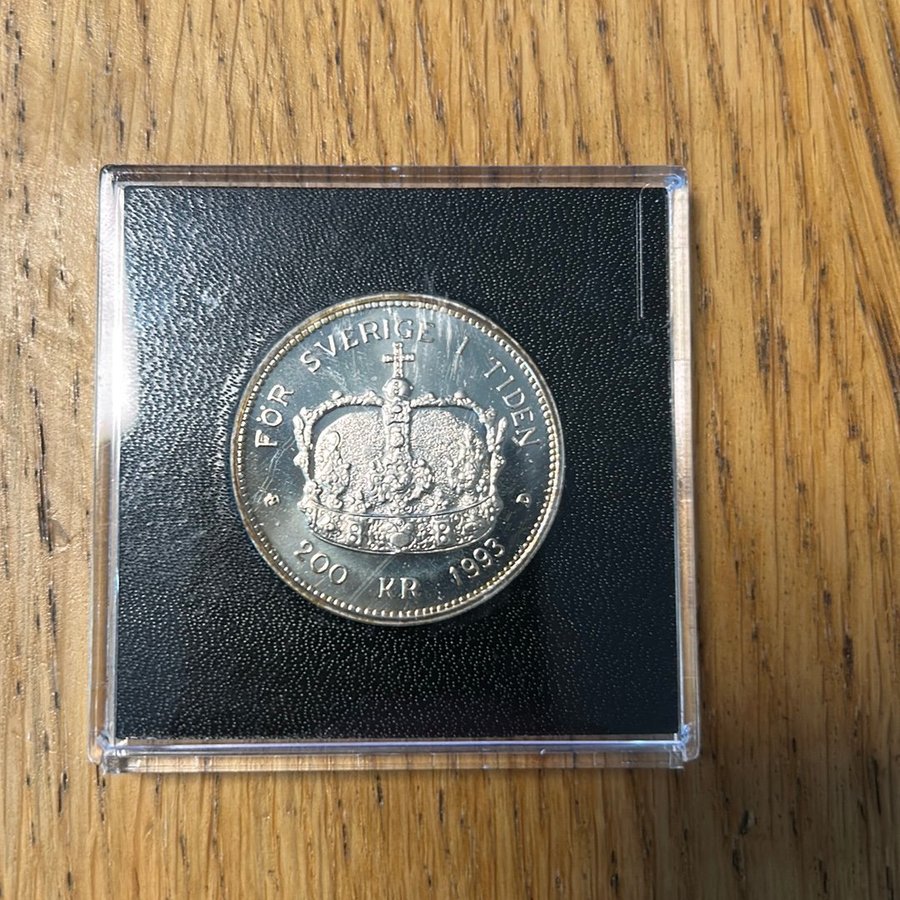 FÖR SVERIGE I TIDEN
B D
200 KR 1993